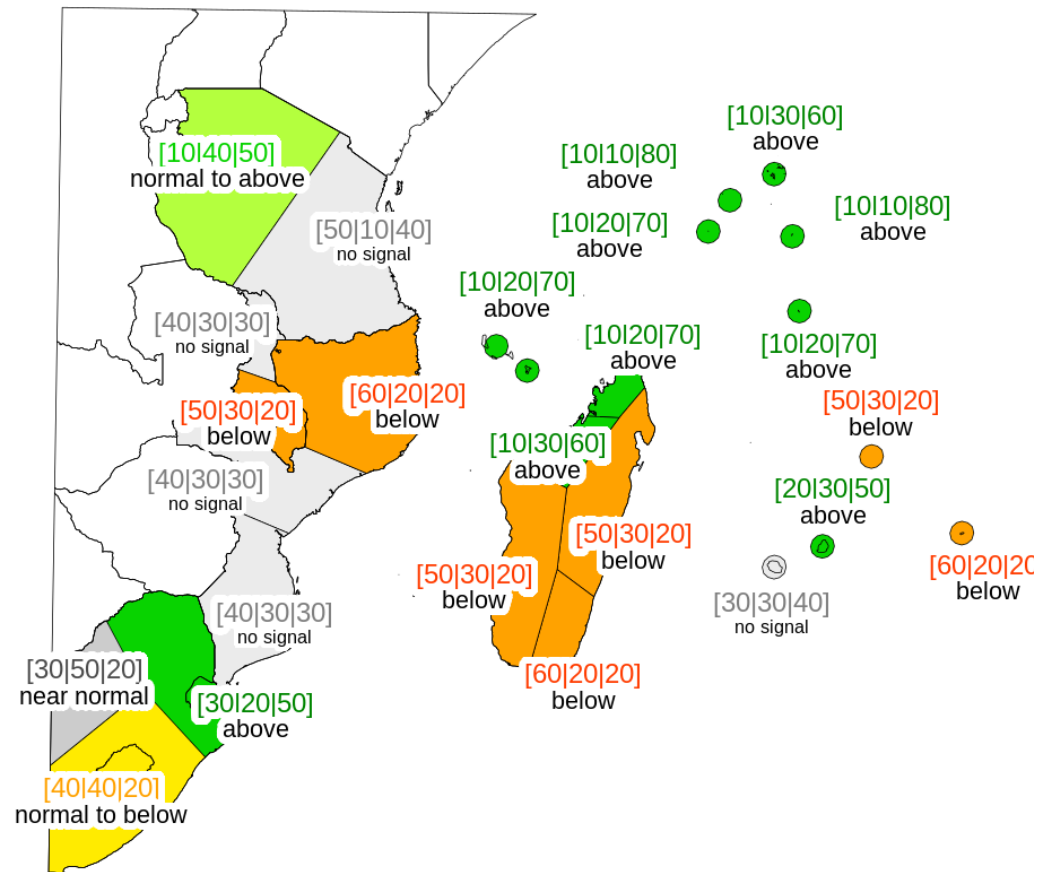 [10|30|60]
above
[10|10|80]
above
[10|40|50]
normal to above
[10|10|80]
above
[10|20|70]
above
[50|10|40]
no signal
[10|20|70]
above
[40|30|30]
no signal
[10|20|70]
above
[10|20|70]
above
[60|20|20]
below
[50|30|20]
below
[50|30|20]
below
[10|30|60]
above
[40|30|30]
no signal
[20|30|50]
above
[50|30|20]
below
[60|20|20
below
[50|30|20]
below
[40|30|30]
no signal
[30|30|40]
no signal
[30|50|20]
near normal
[60|20|20]
below
[30|20|50]
above
[40|40|20]
normal to below